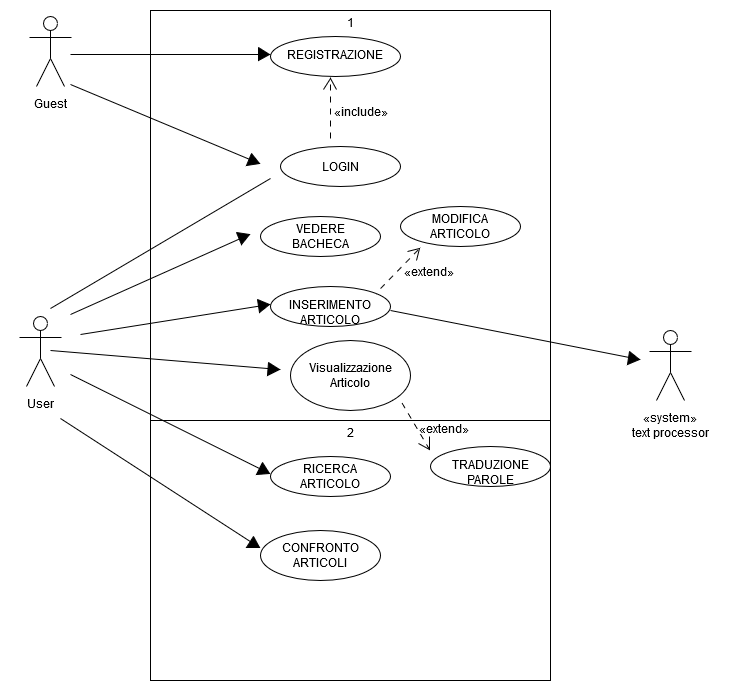 1
REGISTRAZIONE
Guest
«include»
LOGIN
MODIFICA
ARTICOLO
VEDERE
BACHECA
«extend»
INSERIMENTO
ARTICOLO
Visualizzazione
Articolo
User
«system»
text processor
«extend»
2
TRADUZIONE
PAROLE
RICERCA
ARTICOLO
CONFRONTO
ARTICOLI